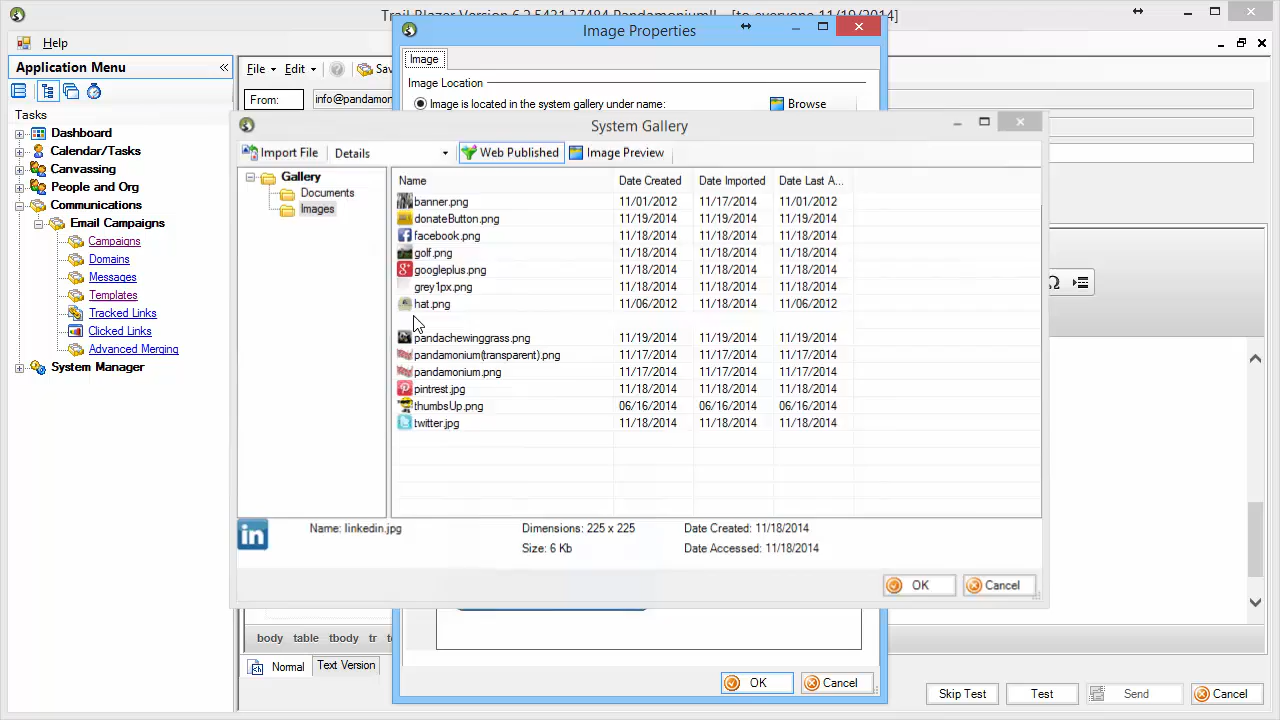 Trail Blazer Version 6.2.5431.27484 Pandamonium!! - [to everyone 11/19/2014]
Help
Image Properties
Application Menu
«
File Edit Sav
Image
Tasks
Image Location
From: info@pandamon
Image is located in the system gallery under name: Browse
Dashboard
Calendar/Tasks
Canvassing
People and Org
Communications
Email Campaigns
Campaigns
Domains
Messages
Templates
Tracked Links
Clicked Links
Advanced Merging
System Manager
System Gallery
Import File Details Web Published Image Preview
Gallery
Documents
Images
Name Date Created Date Imported Date Last A...
banner.png 11/01/2012 11/17/2014 11/01/2012
donateButton.png 11/19/2014 11/19/2014 11/19/2014
facebook.png 11/18/2014 11/18/2014 11/18/2014
golf.png 11/18/2014 11/18/2014 11/18/2014
googleplus.png 11/18/2014 11/18/2014 11/18/2014
grey1px.png 11/18/2014 11/18/2014 11/18/2014
hat.png 11/06/2012 11/18/2014 11/06/2012
pandachewinggrass.png 11/19/2014 11/19/2014 11/19/2014
pandamonium(transparent).png 11/17/2014 11/17/2014 11/17/2014
pandamonium.png 11/17/2014 11/17/2014 11/17/2014
pintrest.jpg 11/18/2014 11/18/2014 11/18/2014
thumbsUp.png 06/16/2014 06/16/2014 06/16/2014
twitter.jpg 11/18/2014 11/18/2014 11/18/2014
in
Name: linkedin.jpg Dimensions: 225 x 225 Date Created: 11/18/2014
Size: 6 Kb Date Accessed: 11/18/2014
OK Cancel
Ω
body table tbody tr
Normal Text Version
OK Cancel
Skip Test Test Send Cancel